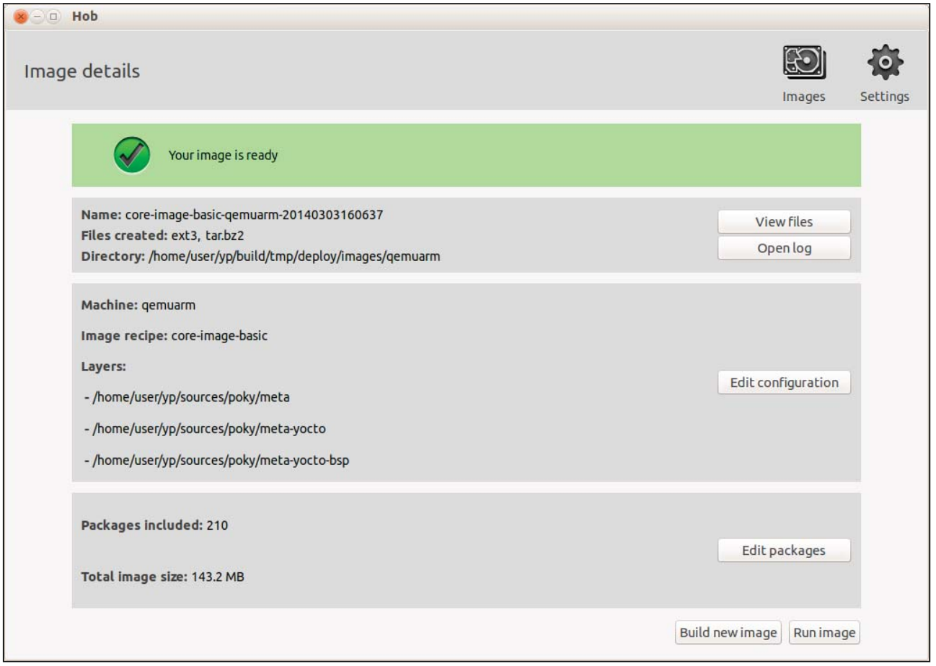 Hob
Image details
Images
Settings
Your image is ready
Name: core-image-basic-qemuarm-20140303160637
Files created: ext3, tar.bz2
Directory: /home/user/yp/build/tmp/deploy/images/qemuarm
View files
Open log
Machine: qemuarm
Image recipe: core-image-basic
Layers:
- /home/user/yp/sources/poky/meta
- /home/user/yp/sources/poky/meta-yocto
- /home/user/yp/sources/poky/meta-yocto-bsp
Edit configuration
Packages included: 210
Total image size: 143.2 MB
Edit packages
Build new image
Run image